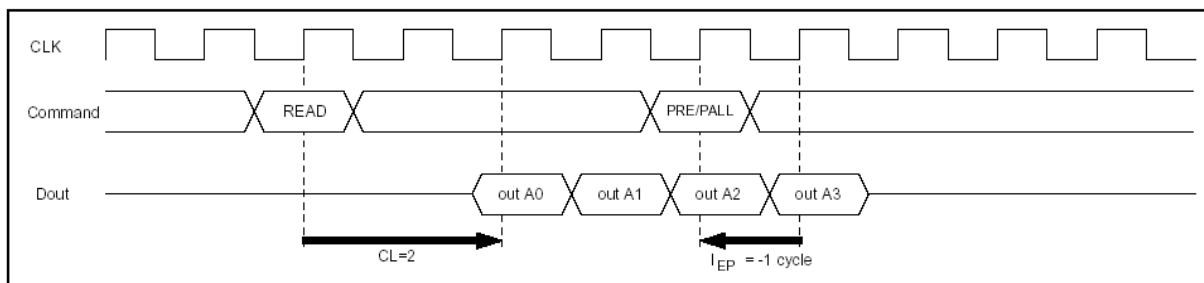 CLK
Command READ PRE/PALL
Dout out A0 out A1 out A2 out A3
CL=2 lEP = -1 cycle